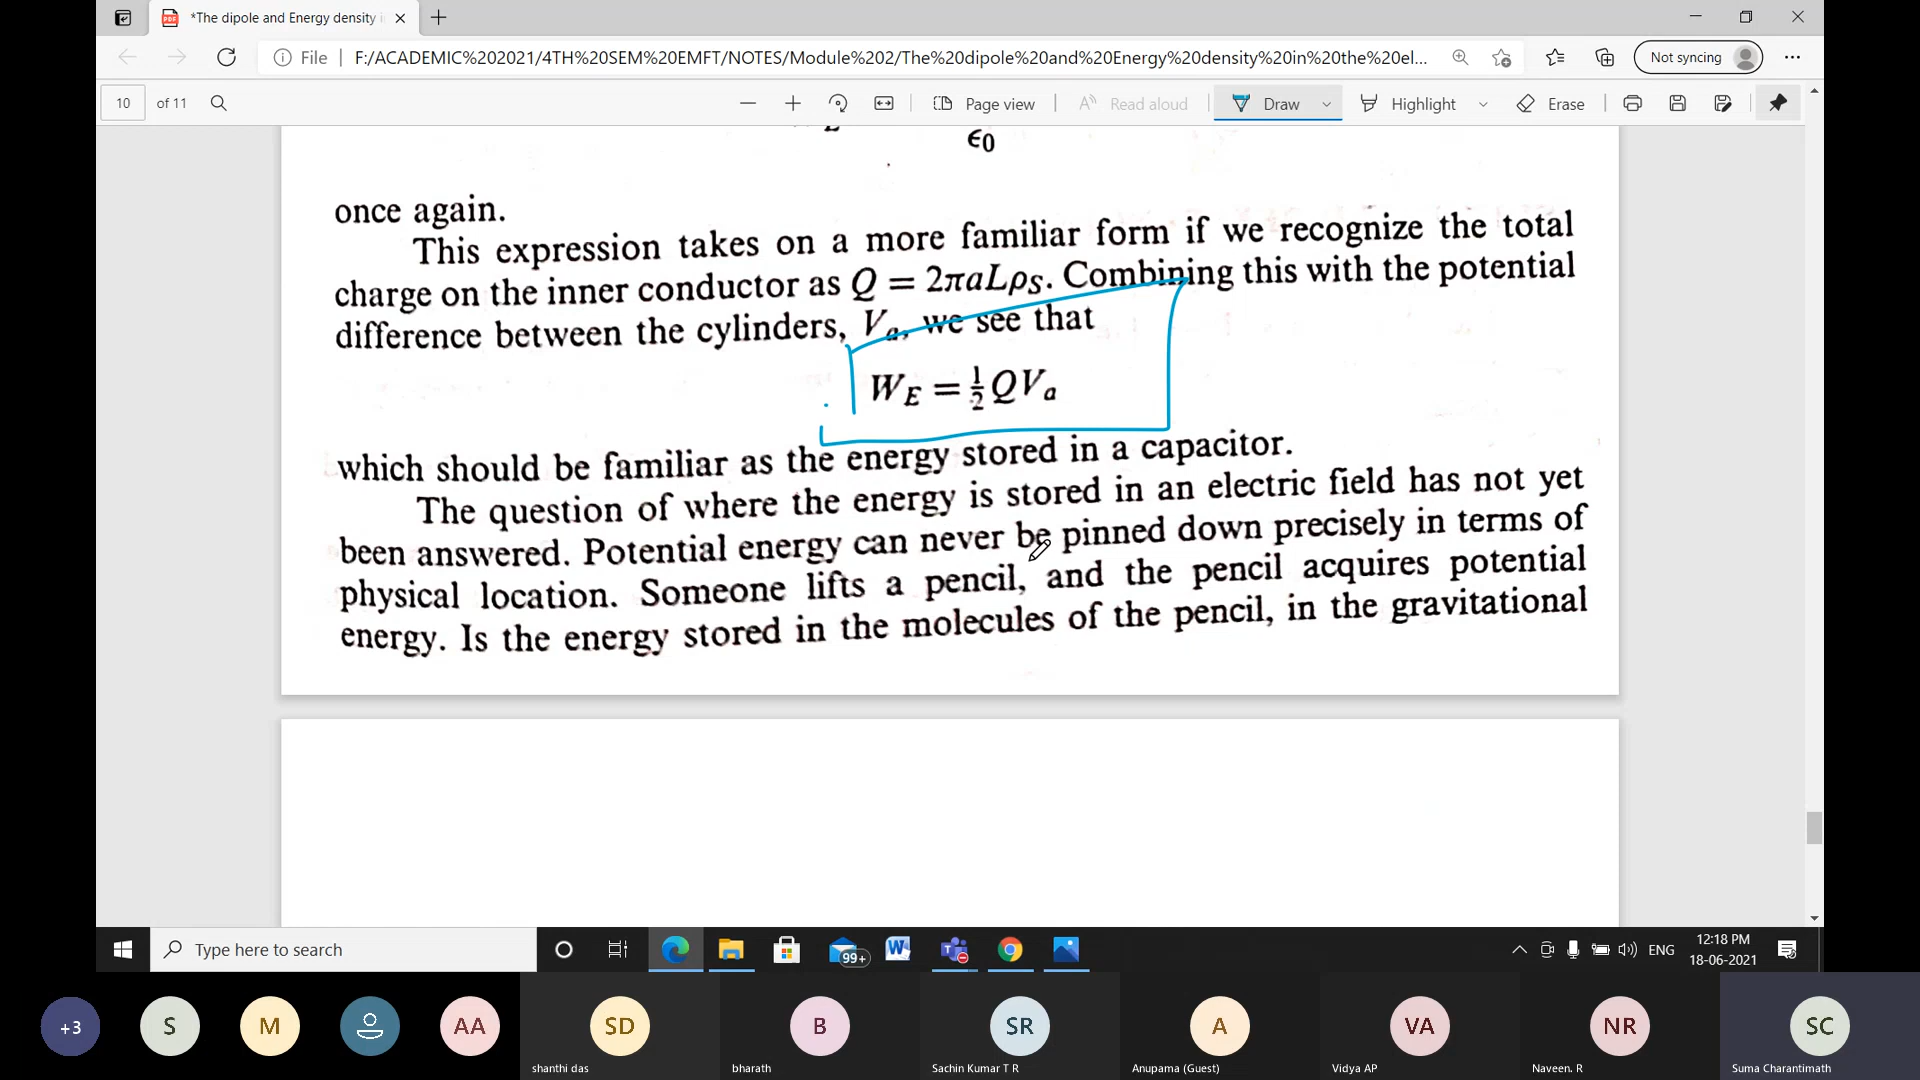 *The dipole and Energy density i
File
F:/ACADEMIC%202021/4TH%20SEM%20EMFT/NOTES/Module%202/The%20dipole%20and%20Energy%20density%20in%20the%20el...
Not syncing
10 of 11
Page view
Read aloud
Draw
Highlight
Erase
ϵ0
once again.
This expression takes on a more familiar form if we recognize the total
charge on the inner conductor as Q = 2πaLρS. Combining this with the potential
difference between the cylinders, Va, we see that
WE = ½ QVa
which should be familiar as the energy stored in a capacitor.
The question of where the energy is stored in an electric field has not yet
been answered. Potential energy can never be pinned down precisely in terms of
physical location. Someone lifts a pencil, and the pencil acquires potential
energy. Is the energy stored in the molecules of the pencil, in the gravitational
Type here to search
99+
ENG
12:18 PM
18-06-2021
+3
S
M
AA
SD
B
SR
A
VA
NR
SC
shanthi das
bharath
Sachin Kumar T R
Anupama (Guest)
Vidya AP
Naveen. R
Suma Charantimath